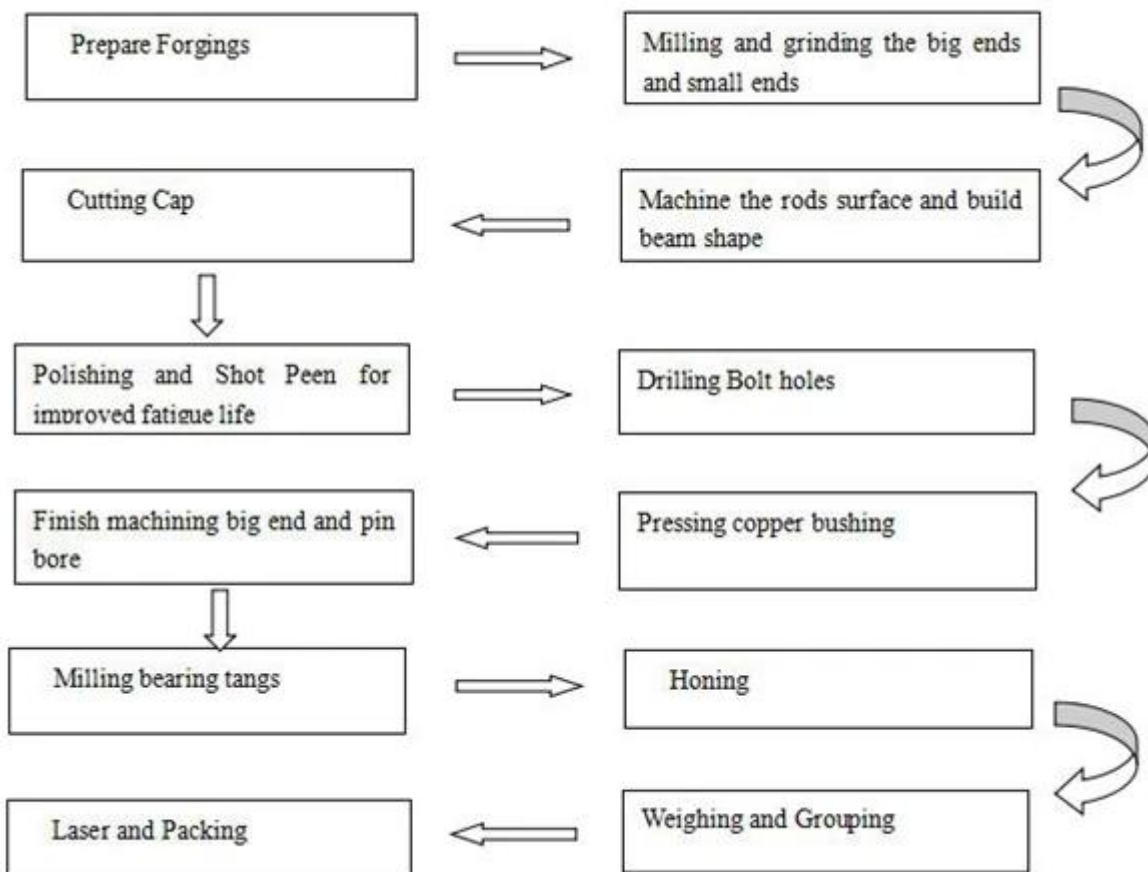 Prepare Forgings
Milling and grinding the big ends
and small ends
Machine the rods surface and build
beam shape
Cutting Cap
Polishing and Shot Peen for
improved fatigue life
Drilling Bolt holes
Pressing copper bushing
Finish machining big end and pin
bore
Milling bearing tangs
Honing
Weighing and Grouping
Laser and Packing